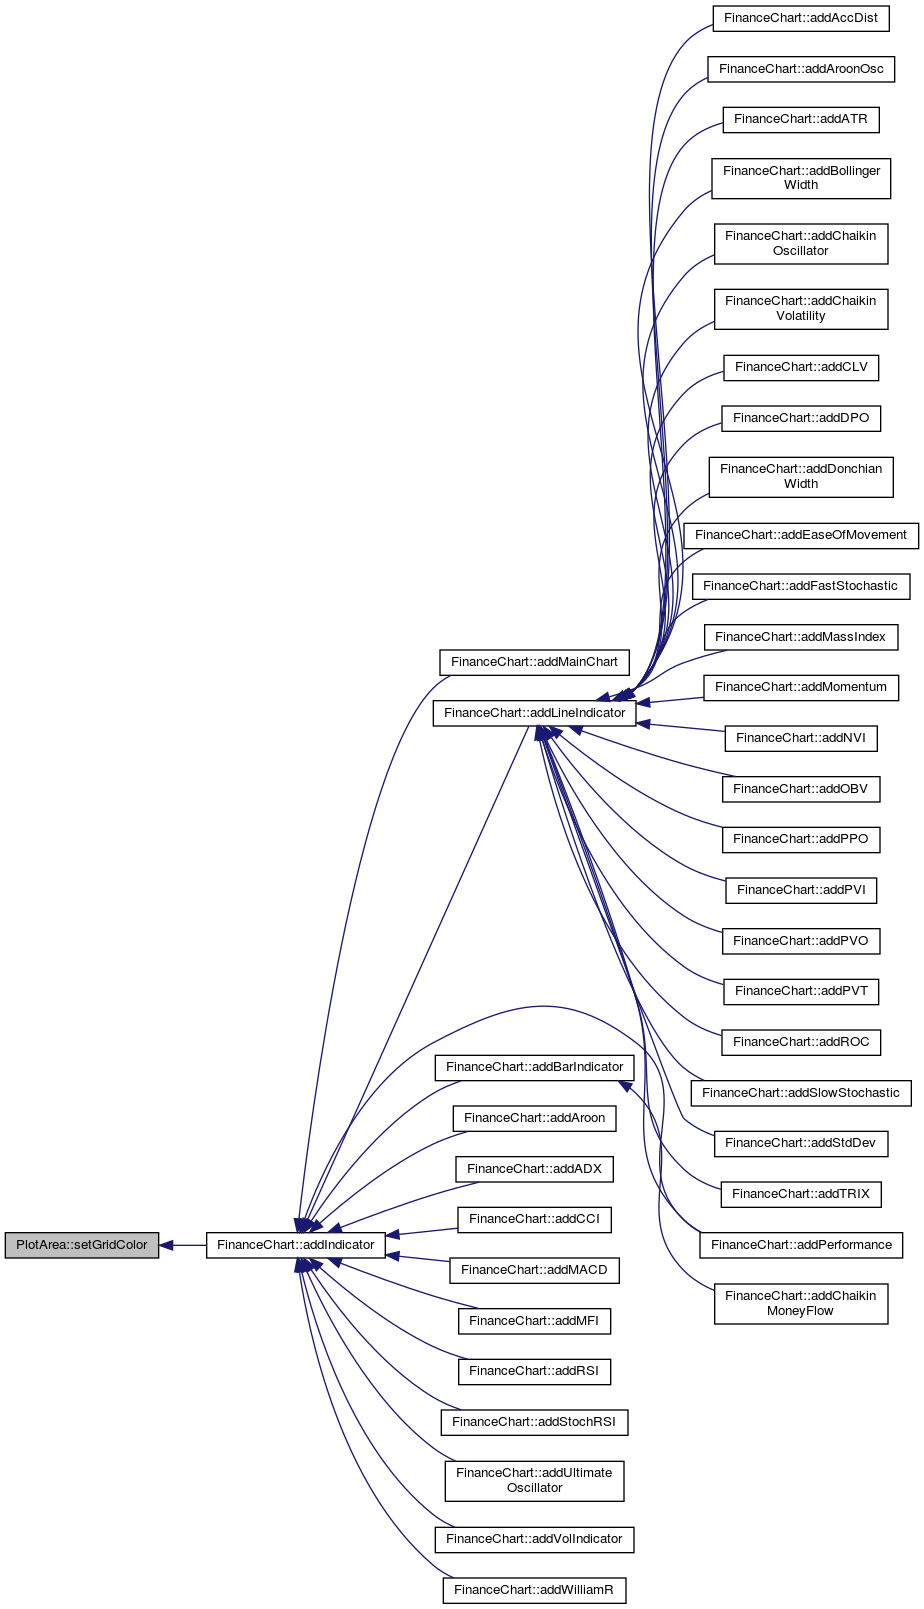 FinanceChart::addAccDist
FinanceChart::addAroonOsc
FinanceChart::addATR
FinanceChart::addBollinger
Width
FinanceChart::addChaikin
Oscillator
FinanceChart::addChaikin
Volatility
FinanceChart::addCLV
FinanceChart::addDPO
FinanceChart::addDonchian
Width
FinanceChart::addEaseOfMovement
FinanceChart::addFastStochastic
FinanceChart::addMassIndex
FinanceChart::addMainChart
FinanceChart::addMomentum
FinanceChart::addLineIndicator
FinanceChart::addNVI
FinanceChart::addOBV
FinanceChart::addPPO
FinanceChart::addPVI
FinanceChart::addPVO
FinanceChart::addPVT
FinanceChart::addROC
FinanceChart::addBarIndicator
FinanceChart::addSlowStochastic
FinanceChart::addAroon
FinanceChart::addStdDev
FinanceChart::addADX
FinanceChart::addTRIX
FinanceChart::addCCI
PlotArea::setGridColor
FinanceChart::addIndicator
FinanceChart::addPerformance
FinanceChart::addMACD
FinanceChart::addChaikin
MoneyFlow
FinanceChart::addMFI
FinanceChart::addRSI
FinanceChart::addStochRSI
FinanceChart::addUltimate
Oscillator
FinanceChart::addVolIndicator
FinanceChart::addWilliamR